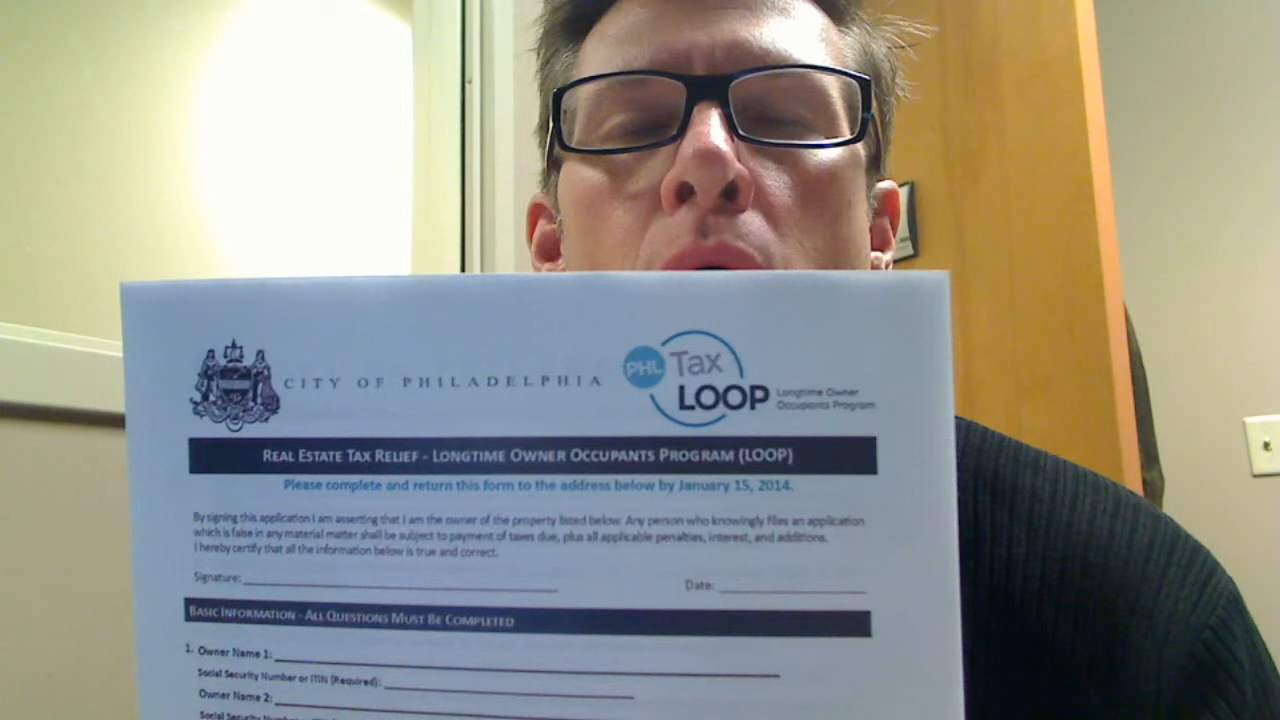 CITY OF PHILADELPHIA
PHL Tax
LOOP Longtime Owner
Occupants Program
REAL ESTATE TAX RELIEF - LONGTIME OWNER OCCUPANTS PROGRAM (LOOP)
Please complete and return this form to the address below by January 15, 2014.
By signing this application I am asserting that I am the owner of the property listed below. Any person who knowingly files an application
which is false in any material matter shall be subject to payment of taxes due, plus all applicable penalties, interest, and additions.
I hereby certify that all the information below is true and correct.
Signature: Date:
BASIC INFORMATION - ALL QUESTIONS MUST BE COMPLETED
1. Owner Name 1:
Social Security Number or ITIN (Required):
Owner Name 2:
Social Security Number